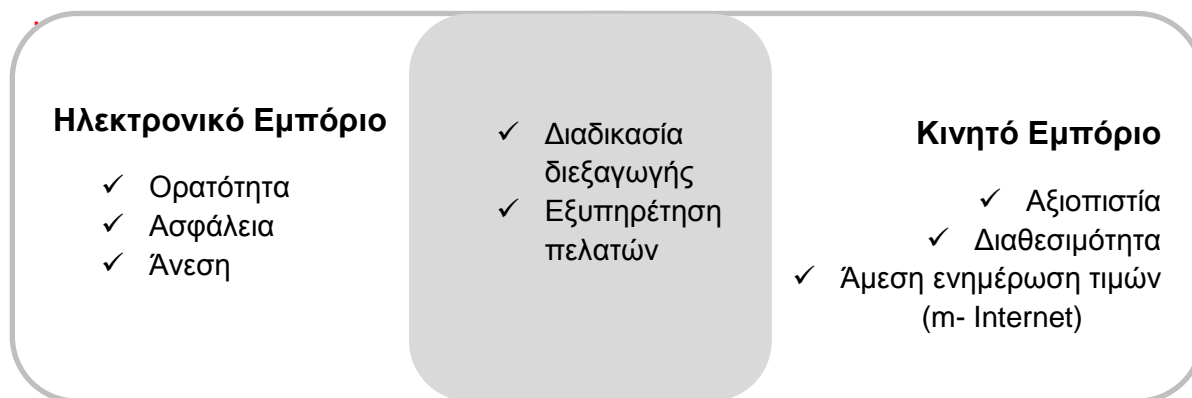 Ηλεκτρονικό Εμπόριο
✓ Ορατότητα
✓ Ασφάλεια
✓ Άνεση
✓ Διαδικασία
διεξαγωγής
✓ Εξυπηρέτηση
πελατών
Κινητό Εμπόριο
✓ Αξιοπιστία
✓ Διαθεσιμότητα
✓ Άμεση ενημέρωση τιμών
(m- Internet)